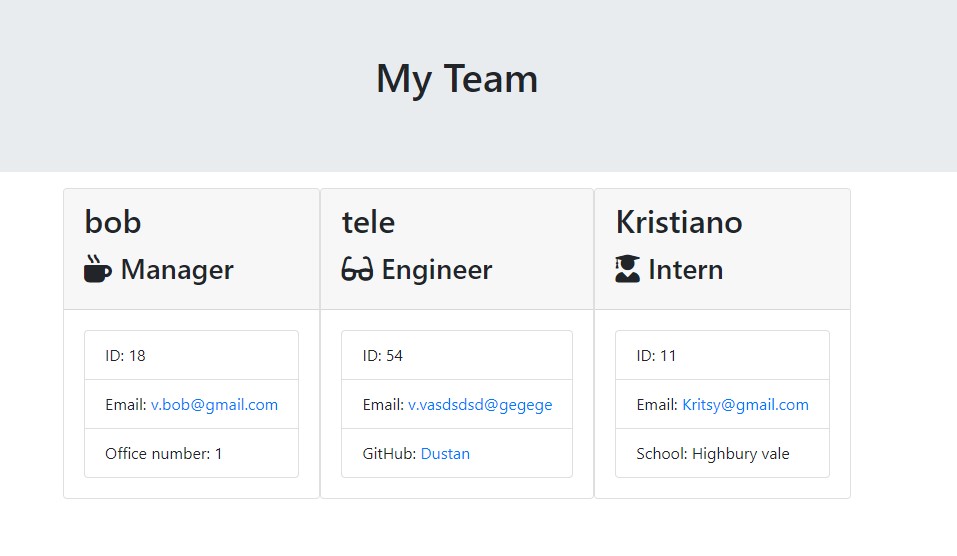 My Team
bob
Manager
ID: 18
Email: v.bob@gmail.com
Office number: 1
tele
Engineer
ID: 54
Email: v.vasdsdsd@gegege
GitHub: Dustan
Kristiano
Intern
ID: 11
Email: Kritsy@gmail.com
School: Highbury vale